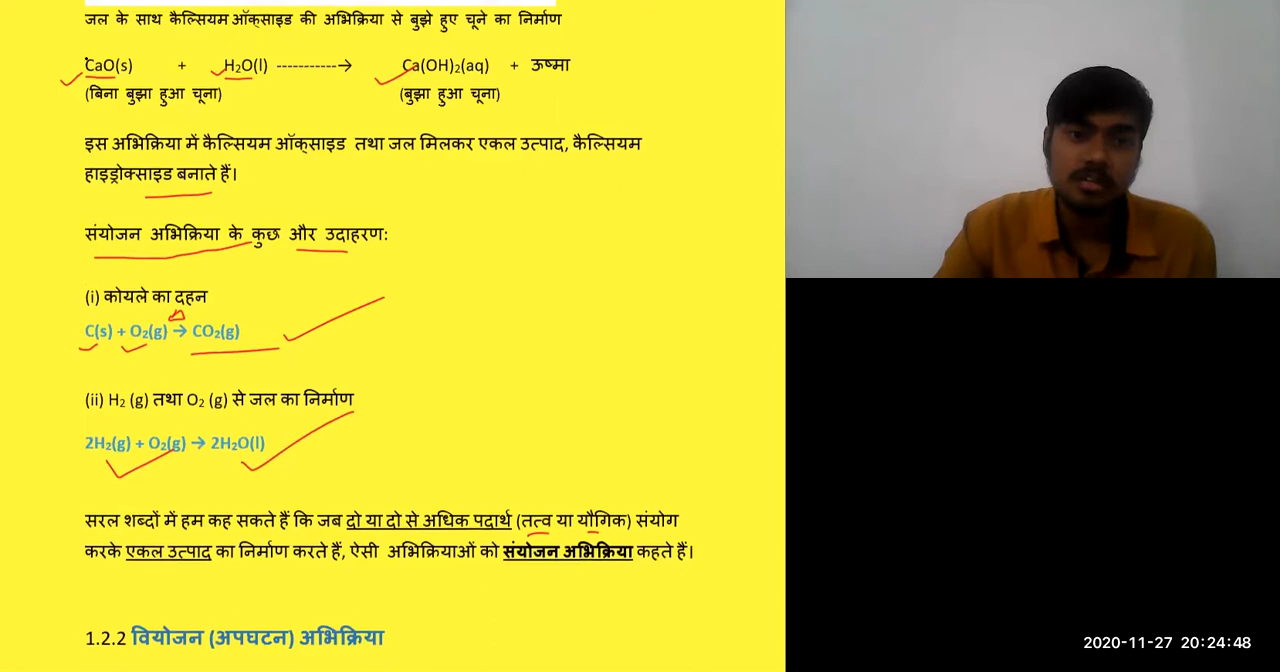 जल के साथ कैल्सियम ऑक्साइड की अभिक्रिया से बुझे हुए चूने का निर्माण
CaO(s) + H₂O(l) -----------→ Ca(OH)₂(aq) + ऊष्मा
(बिना बुझा हुआ चूना) (बुझा हुआ चूना)
इस अभिक्रिया में कैल्सियम ऑक्साइड तथा जल मिलकर एकल उत्पाद, कैल्सियम
हाइड्रोक्साइड बनाते हैं।
संयोजन अभिक्रिया के कुछ और उदाहरण:
(i) कोयले का दहन
C(s) + O₂(g) → CO₂(g)
(ii) H₂ (g) तथा O₂ (g) से जल का निर्माण
2H₂(g) + O₂(g) → 2H₂O(l)
सरल शब्दों में हम कह सकते हैं कि जब दो या दो से अधिक पदार्थ (तत्व या यौगिक) संयोग
करके एकल उत्पाद का निर्माण करते हैं, ऐसी अभिक्रियाओं को संयोजन अभिक्रिया कहते हैं।
1.2.2 वियोजन (अपघटन) अभिक्रिया
2020-11-27 20:24:48